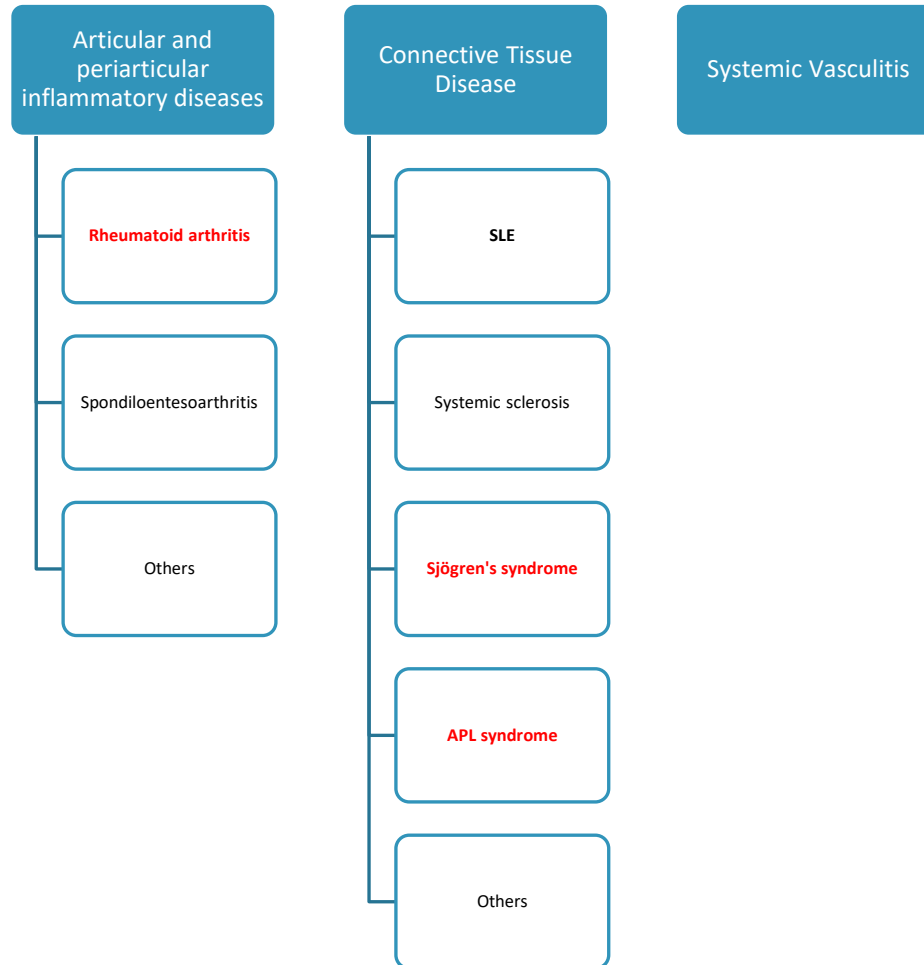 Articular and
periarticular
inflammatory diseases
Rheumatoid arthritis
Spondiloentesoarthritis
Others
Connective Tissue
Disease
SLE
Systemic sclerosis
Sjögren's syndrome
APL syndrome
Others
Systemic Vasculitis